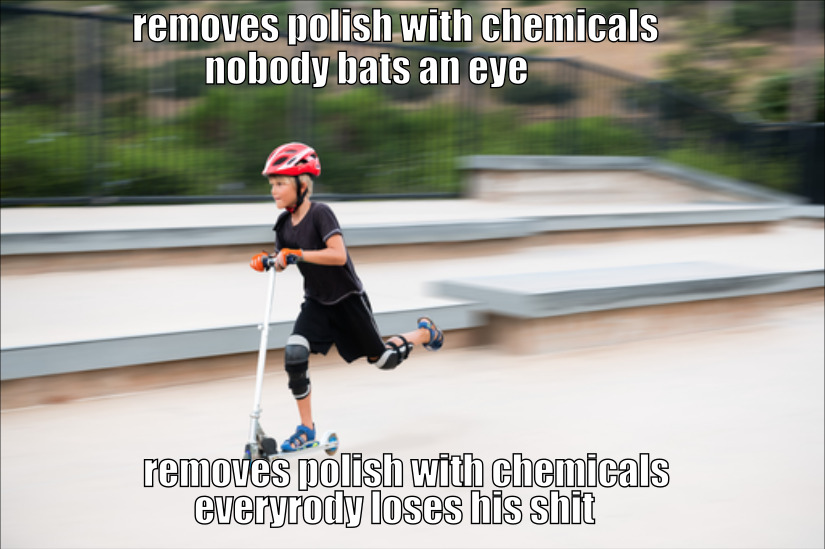 removes polish with chemicals
nobody bats an eye
removes polish with chemicals
everyrody loses his shit